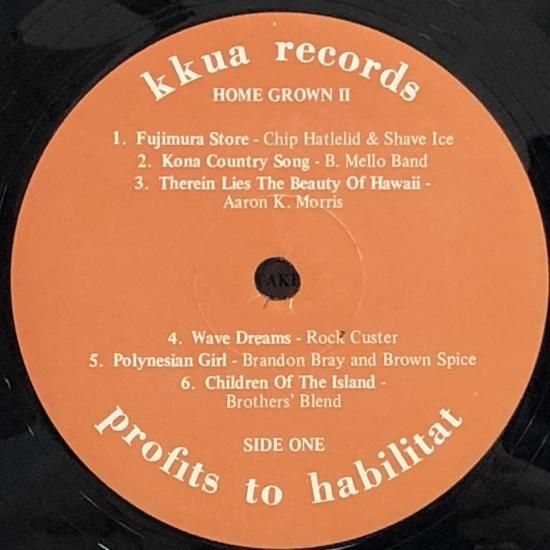 kkua records
HOME GROWN II
1. Fujimura Store - Chip Hatlelid & Shave Ice
2. Kona Country Song - B. Mello Band
3. Therein Lies The Beauty Of Hawaii -
Aaron K. Morris
TAKE
4. Wave Dreams - Rock Custer
5. Polynesian Girl - Brandon Bray and Brown Spice
6. Children Of The Island -
Brothers' Blend
SIDE ONE
profits to habilitat